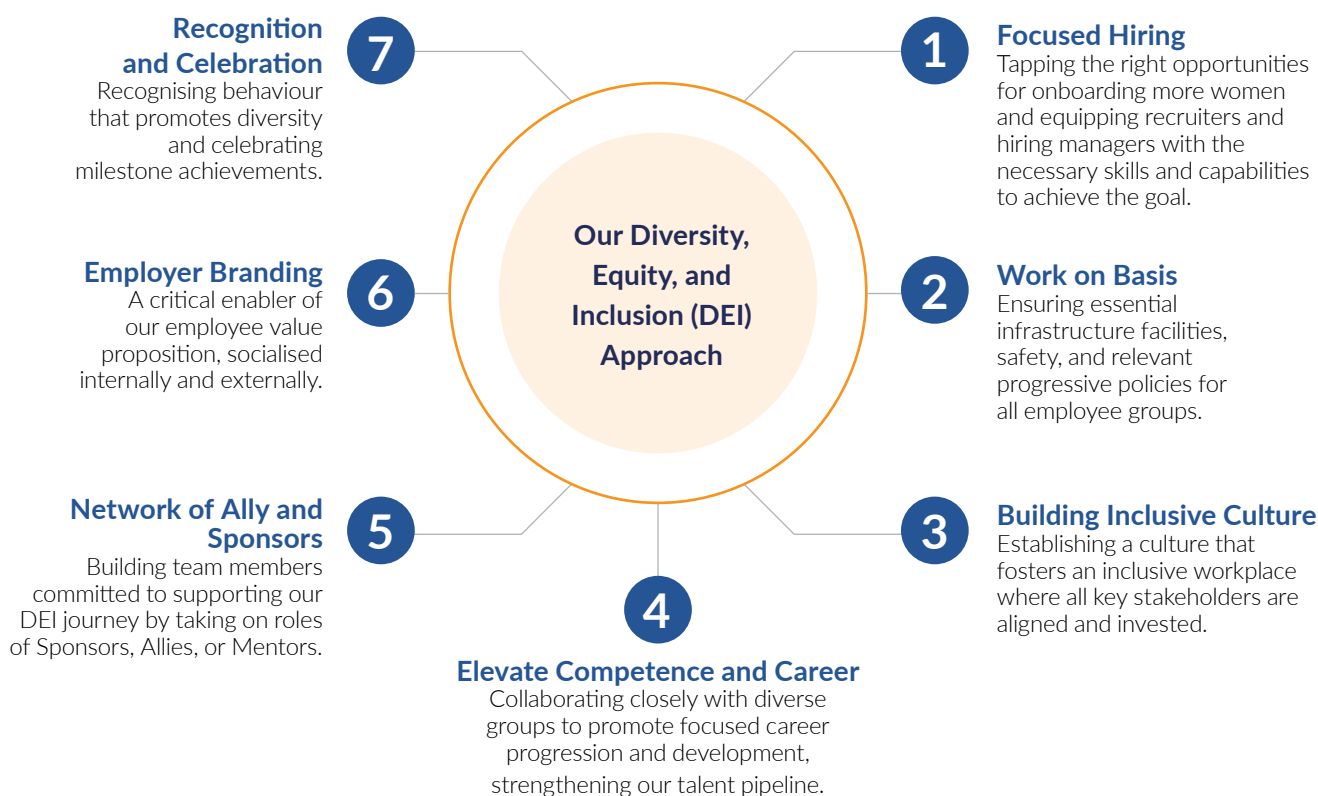 Our Diversity,
Equity, and
Inclusion (DEI)
Approach
1
Focused Hiring
Tapping the right opportunities
for onboarding more women
and equipping recruiters and
hiring managers with the
necessary skills and capabilities
to achieve the goal.
2
Work on Basis
Ensuring essential
infrastructure facilities,
safety, and relevant
progressive policies for
all employee groups.
3
Building Inclusive Culture
Establishing a culture that
fosters an inclusive workplace
where all key stakeholders are
aligned and invested.
4
Elevate Competence and Career
Collaborating closely with diverse
groups to promote focused career
progression and development,
strengthening our talent pipeline.
5
Network of Ally and
Sponsors
Building team members
committed to supporting our
DEI journey by taking on roles
of Sponsors, Allies, or Mentors.
6
Employer Branding
A critical enabler of
our employee value
proposition, socialised
internally and externally.
7
Recognition
and Celebration
Recognising behaviour
that promotes diversity
and celebrating
milestone achievements.